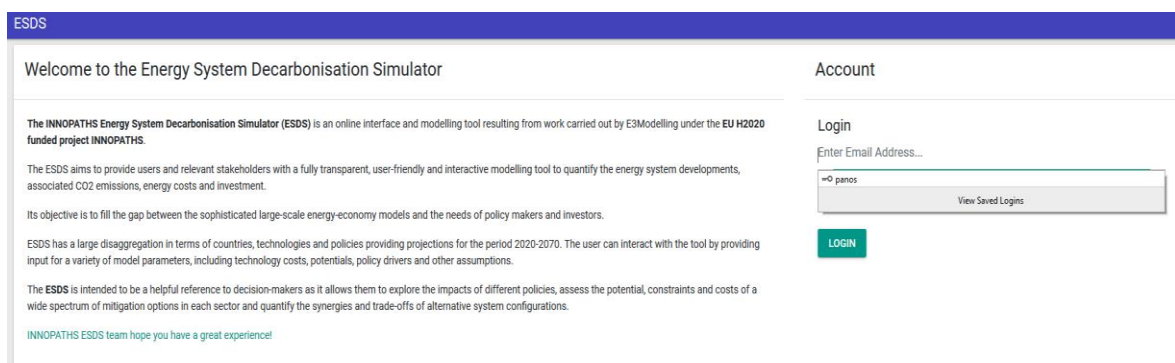 ESDS
Welcome to the Energy System Decarbonisation Simulator
The INNOPATHS Energy System Decarbonisation Simulator (ESDS) is an online interface and modelling tool resulting from work carried out by E3Modelling under the EU H2020
funded project INNOPATHS.
The ESDS aims to provide users and relevant stakeholders with a fully transparent, user-friendly and interactive modelling tool to quantify the energy system developments,
associated CO2 emissions, energy costs and investment.
Its objective is to fill the gap between the sophisticated large-scale energy-economy models and the needs of policy makers and investors.
ESDS has a large disaggregation in terms of countries, technologies and policies providing projections for the period 2020-2070. The user can interact with the tool by providing
input for a variety of model parameters, including technology costs, potentials, policy drivers and other assumptions.
The ESDS is intended to be a helpful reference to decision-makers as it allows them to explore the impacts of different policies, assess the potential, constraints and costs of a
wide spectrum of mitigation options in each sector and quantify the synergies and trade-offs of alternative system configurations.
INNOPATHS ESDS team hope you have a great experience!
Account
Login
Enter Email Address...
panos
View Saved Logins
LOGIN